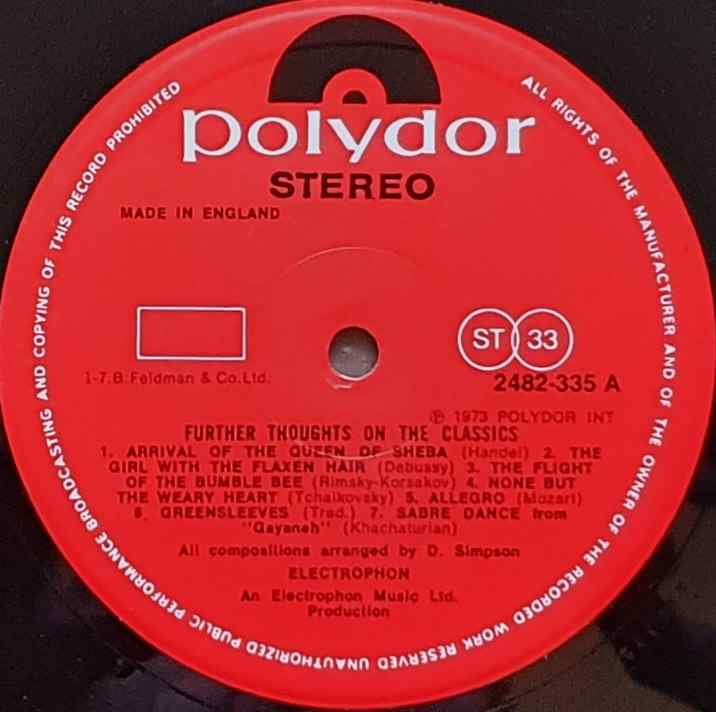 polydor
STEREO
MADE IN ENGLAND
ST 33
1-7.B.Feldman & Co.Ltd.
2482-335 A
℗ 1973 POLYDOR INT
FURTHER THOUGHTS ON THE CLASSICS
1. ARRIVAL OF THE QUEEN OF SHEBA (Handel) 2. THE
GIRL WITH THE FLAXEN HAIR (Debussy) 3. THE FLIGHT
OF THE BUMBLE BEE (Rimsky-Korsakov) 4. NONE BUT
THE WEARY HEART (Tchaikovsky) 5. ALLEGRO (Mozart)
6. GREENSLEEVES (Trad.) 7. SABRE DANCE from
"Gayaneh" (Khachaturian)
All compositions arranged by D. Simpson
ELECTROPHON
An Electrophon Music Ltd.
Production
ALL RIGHTS OF THE MANUFACTURER AND OF THE OWNER OF THE RECORDED WORK RESERVED UNAUTHORIZED PUBLIC PERFORMANCE BROADCASTING AND COPYING OF THIS RECORD PROHIBITED